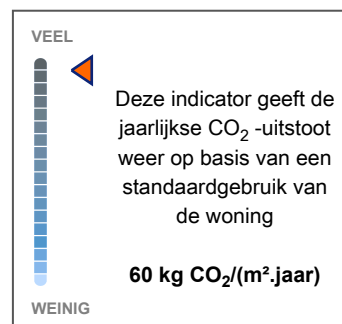 VEEL
Deze indicator geeft de
jaarlijkse CO₂ -uitstoot
weer op basis van een
standaardgebruik van
de woning
60 kg CO₂/(m².jaar)
WEINIG